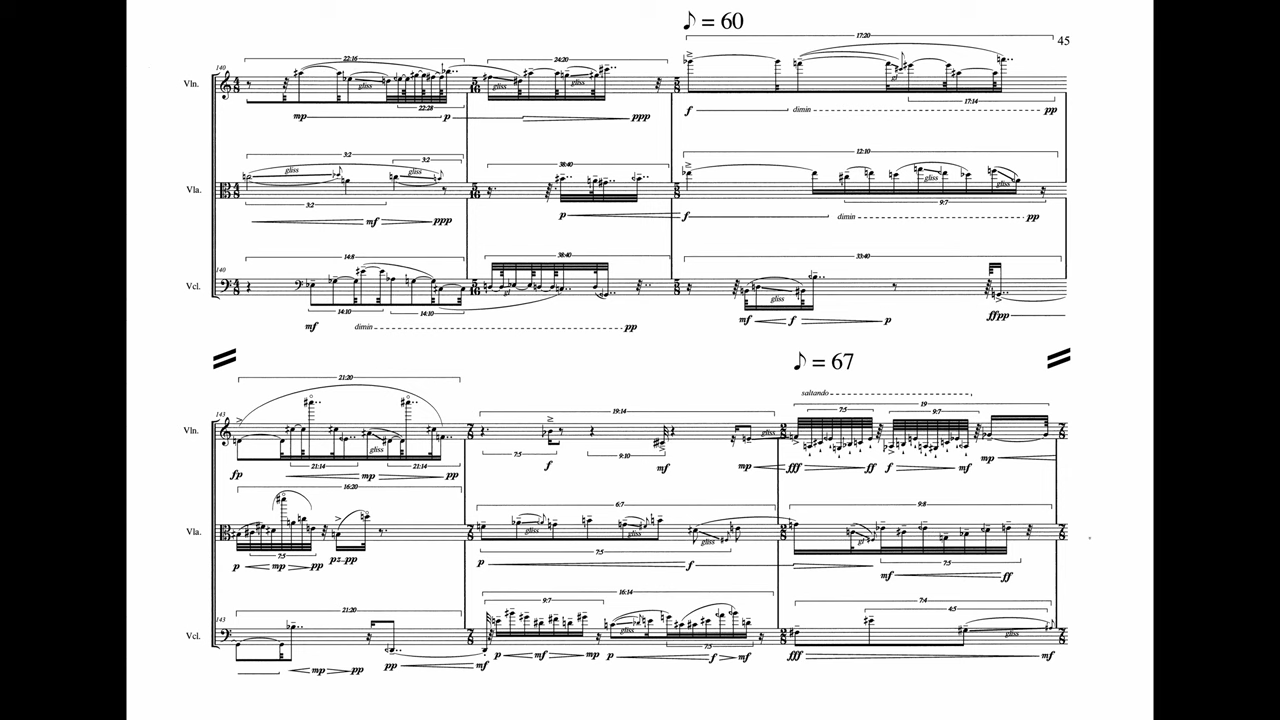 ♪ = 60
45
17:20
140
22:16
24:20
Vln.
gliss
gliss
gliss
22:28
17:14
mp
p
ppp
f
dimin
pp
3:2
38:40
12:10
gliss
3:2
gliss
Vla.
gliss
gliss
3:2
9:7
mf
ppp
p
f
dimin
pp
140
14:8
38:40
33:40
Vcl.
gl
gliss
14:10
14:10
mf
dimin
pp
mf
f
p
ffpp
♪ = 67
21:20
saltando
143
19:14
7:5
9:7
19
Vln.
gliss
gliss
21:14
21:14
7:5
9:10
fp
mp
pp
f
mf
mp
fff
ff
f
mf
mp
16:20
6:7
9:8
Vla.
gliss
gliss
gliss
gl
7:5
7:5
7:5
p
mp
pp
pz
pp
p
f
mf
ff
143
21:20
16:14
7:4
9:7
4:5
Vcl.
gliss
gliss
7:5
mp
pp
pp
mf
p
mf
mp
p
f
mf
fff
mf